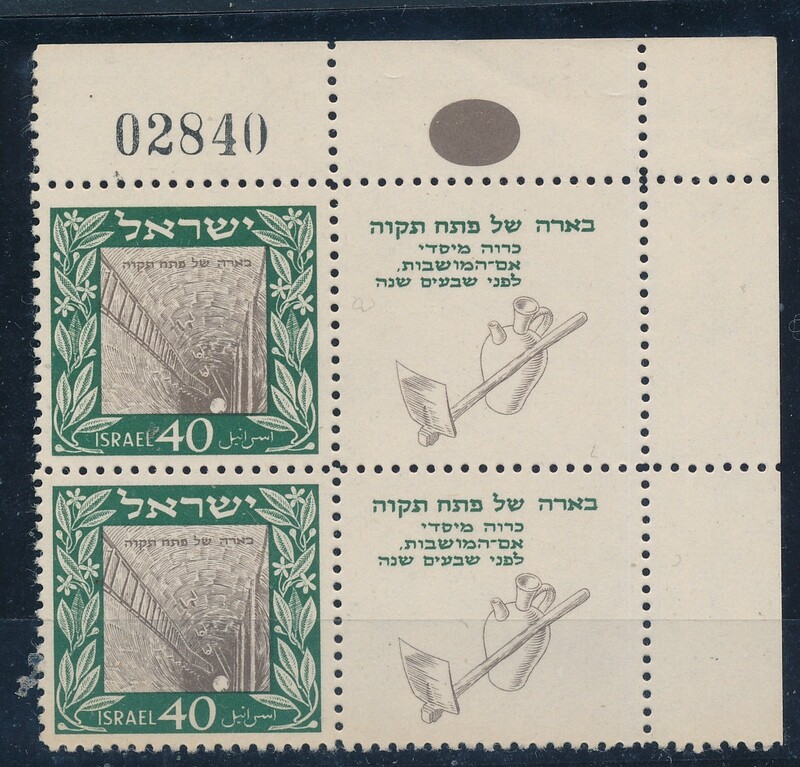 02840
ישראל
בארה של פתח תקוה
ISRAEL 40 اسرائيل
בארה של פתח תקוה
כרוה מיסדי
אם־המושבות,
לפני שבעים שנה
ישראל
בארה של פתח תקוה
ISRAEL 40 اسرائيل
בארה של פתח תקוה
כרוה מיסדי
אם־המושבות,
לפני שבעים שנה